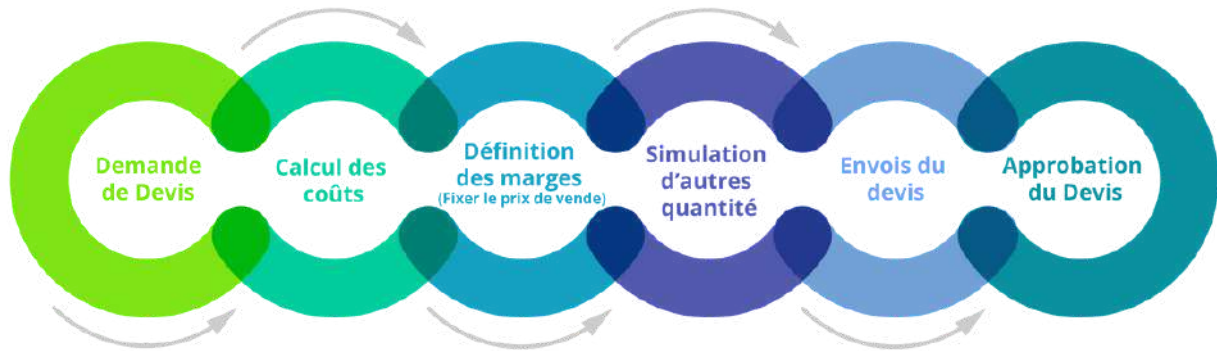 Demande
de Devis
Calcul des
coûts
Définition
des marges
(Fixer le prix de vende)
Simulation
d'autres
quantité
Envois du
devis
Approbation
du Devis